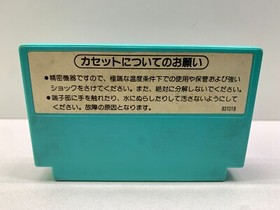 カセットについてのお願い
●精密機器ですので、極端な温度条件下での使用や保管および強い
ショックをさけてください。また、絶対に分解しないでください。
●端子部に手を触れたり、水にぬらしたりして汚さないようにして
ください。故障の原因となります。
831018